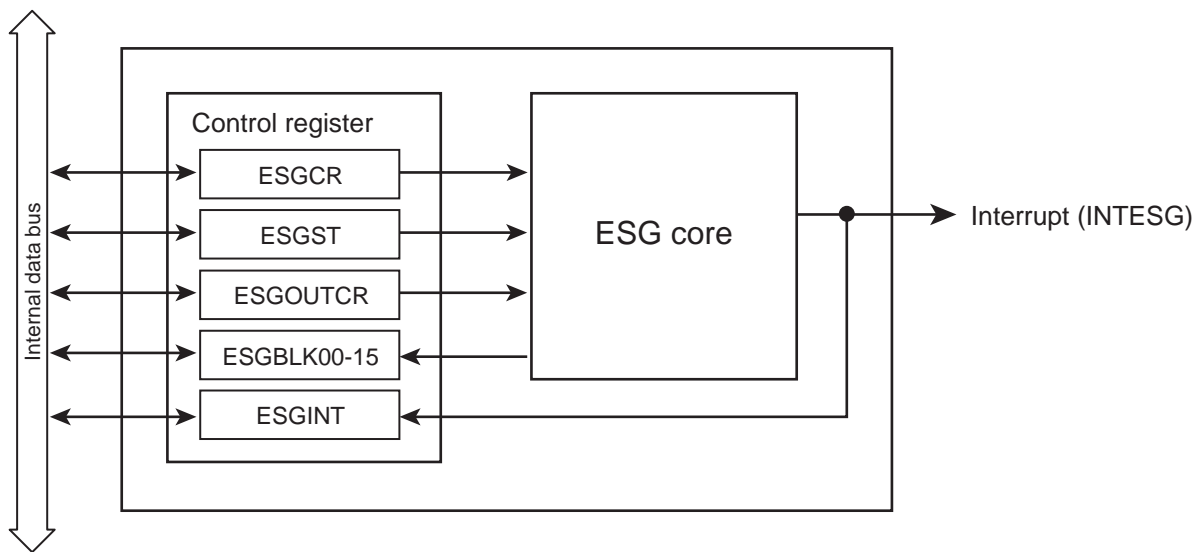 Internal data bus
Control register
ESGCR
ESGST
ESGOUTCR
ESGBLK00-15
ESGINT
ESG core
Interrupt (INTESG)